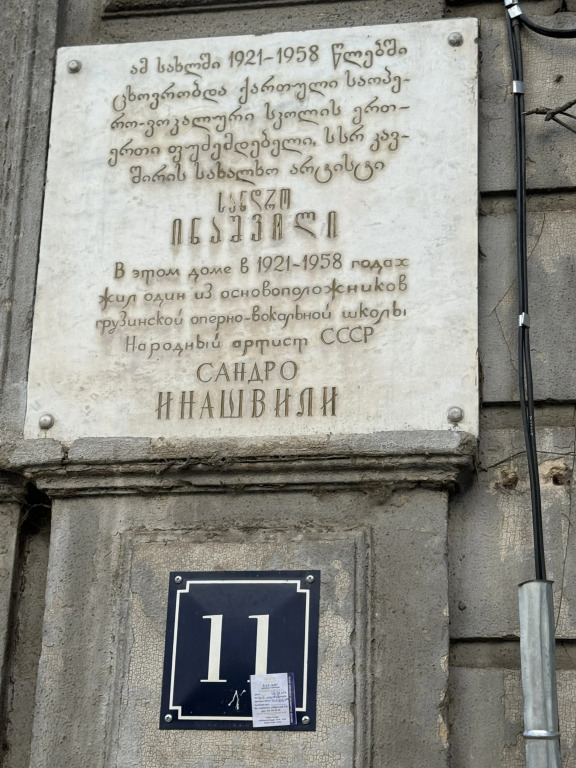 ამ სახლში 1921-1958 წლებში
ცხოვრობდა ქართული საოპე-
რო-ვოკალური სკოლის ერთ-
ერთი ფუძემდებელი, სსრ კავ-
შირის სახალხო არტისტი
სანდრო
ინაშვილი
В этом доме в 1921-1958 годах
жил один из основоположников
грузинской оперно-вокальной школы
Народный артист СССР
САНДРО
ИНАШВИЛИ
11